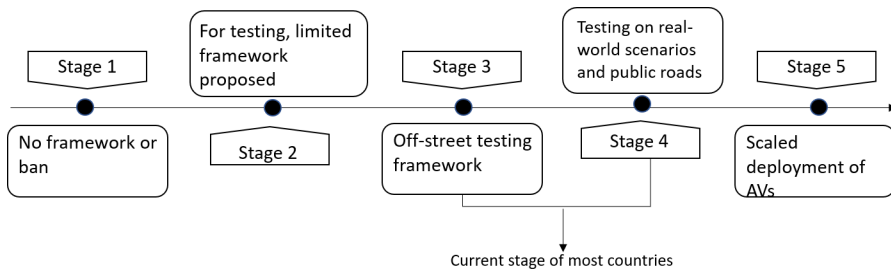 Stage 1
No framework or
ban
For testing, limited
framework
proposed
Stage 2
Stage 3
Off-street testing
framework
Testing on real-
world scenarios
and public roads
Stage 4
Stage 5
Scaled
deployment of
AVs
Current stage of most countries